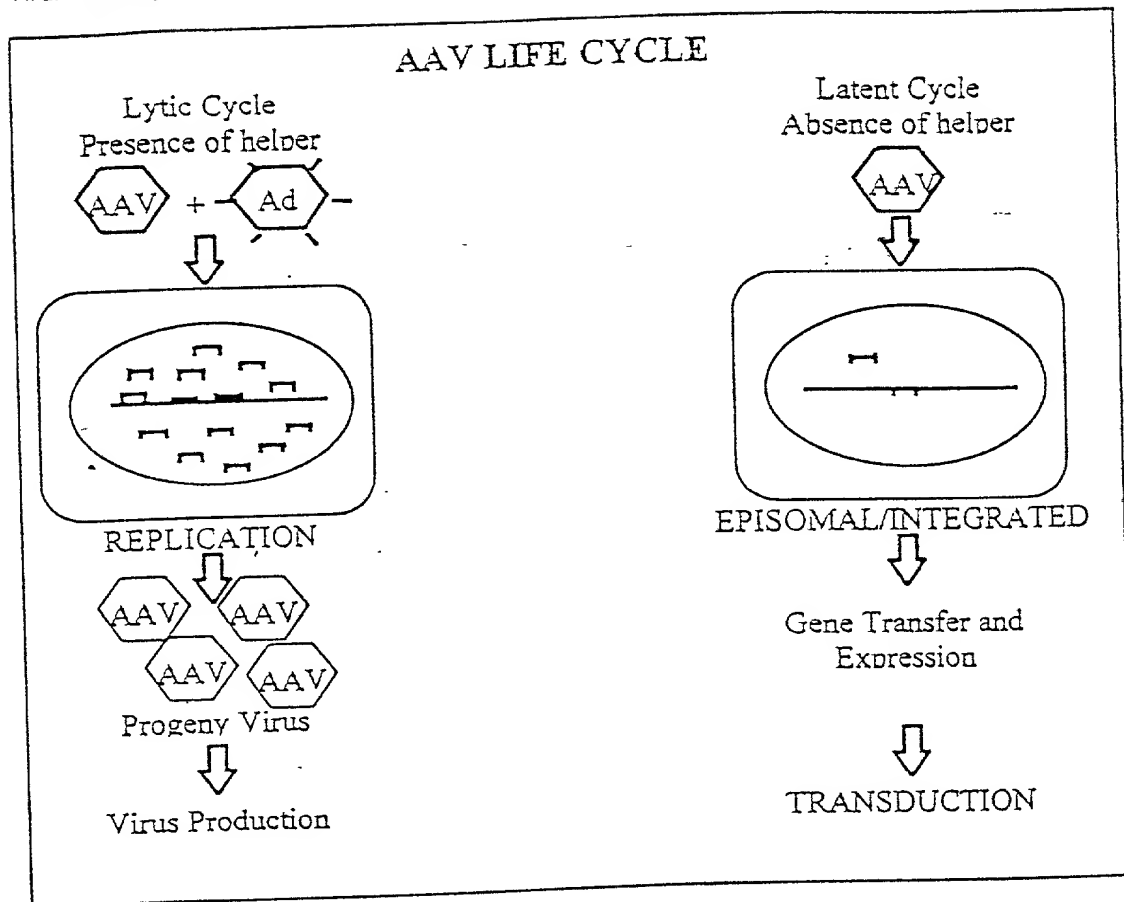 AAV LIFE CYCLE
Lytic Cycle
Presence of helper
AAV + Ad
REPLICATION
AAV AAV
AAV AAV
Progeny Virus
Virus Production
Latent Cycle
Absence of helper
AAV
EPISOMAL/INTEGRATED
Gene Transfer and
Expression
TRANSDUCTION